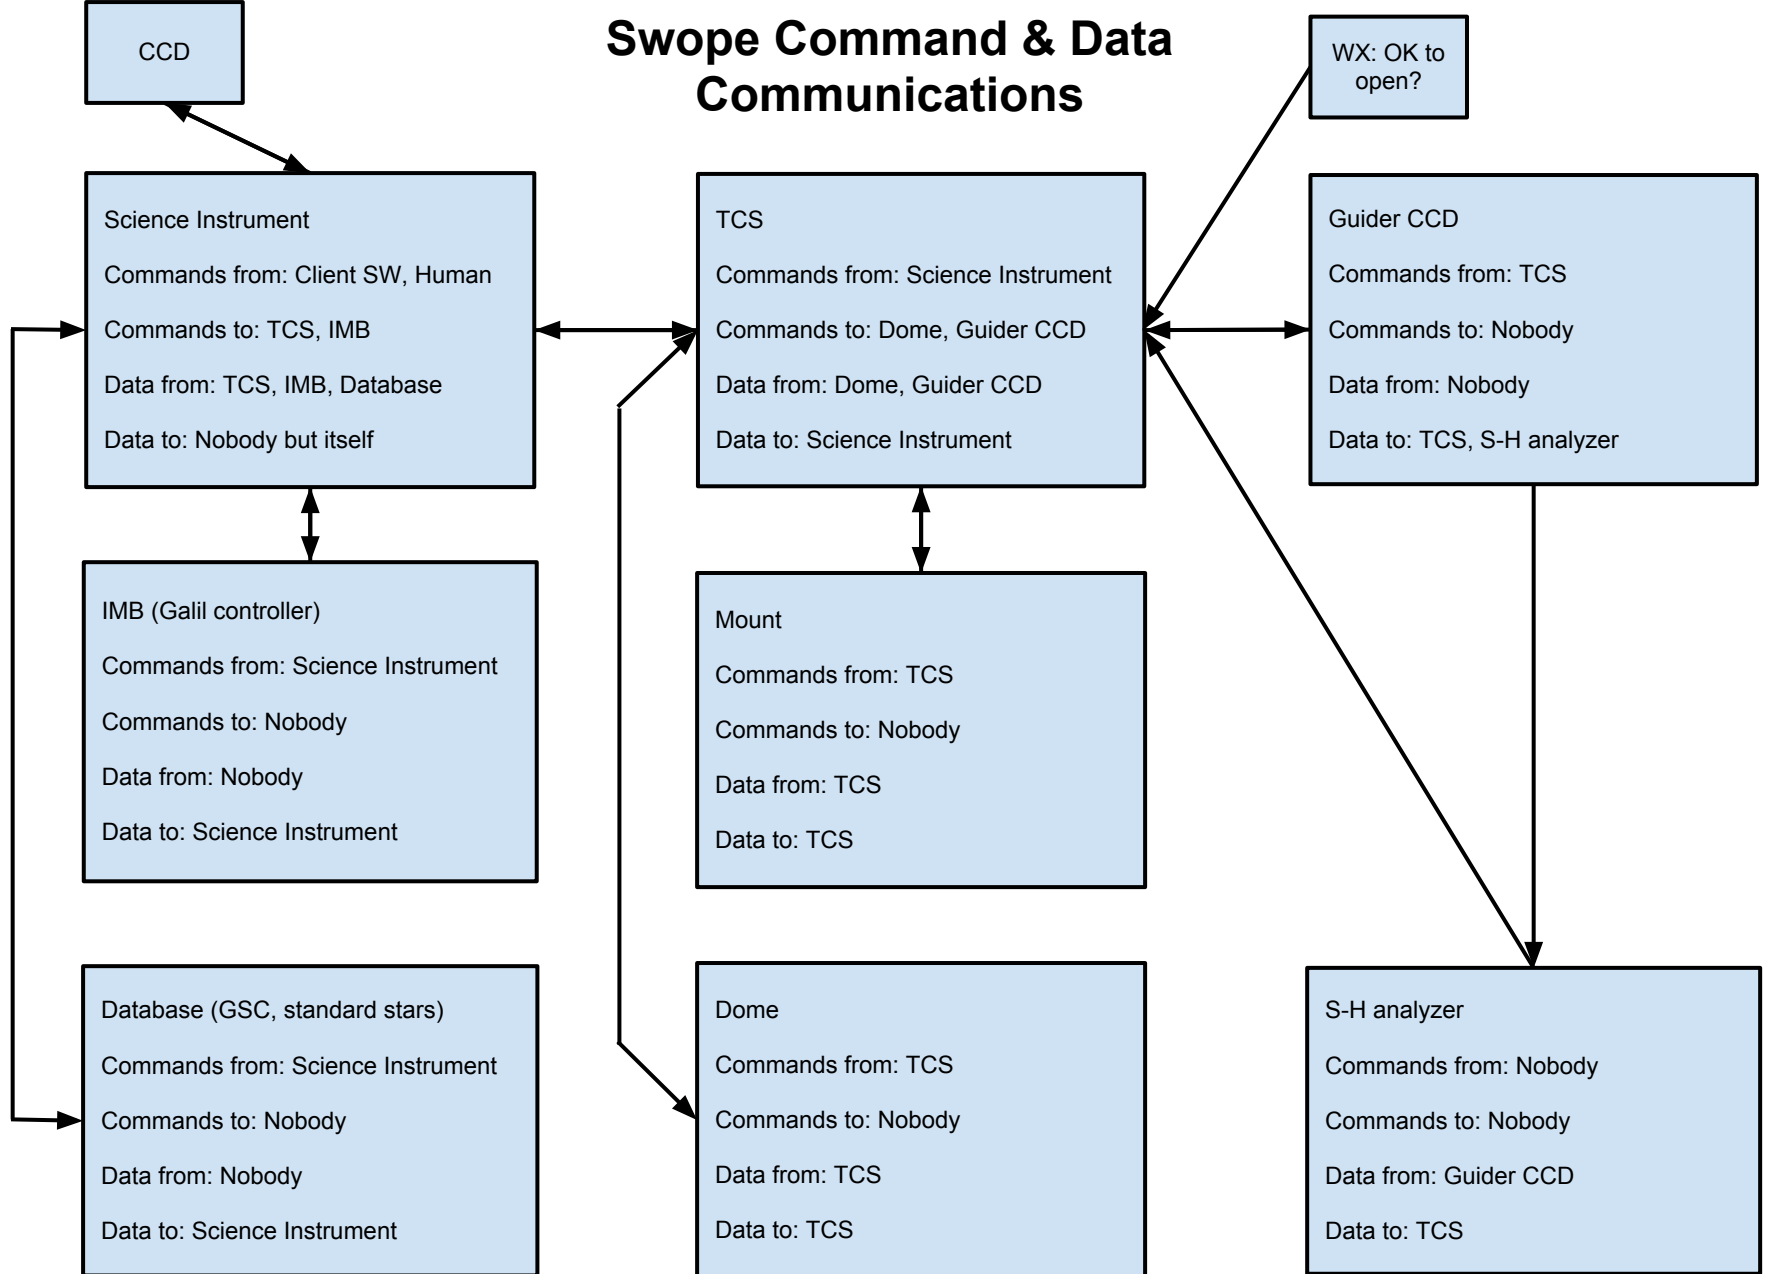 Swope Command & Data
Communications
CCD
WX: OK to
open?
Science Instrument
Commands from: Client SW, Human
Commands to: TCS, IMB
Data from: TCS, IMB, Database
Data to: Nobody but itself
TCS
Commands from: Science Instrument
Commands to: Dome, Guider CCD
Data from: Dome, Guider CCD
Data to: Science Instrument
Guider CCD
Commands from: TCS
Commands to: Nobody
Data from: Nobody
Data to: TCS, S-H analyzer
IMB (Galil controller)
Commands from: Science Instrument
Commands to: Nobody
Data from: Nobody
Data to: Science Instrument
Mount
Commands from: TCS
Commands to: Nobody
Data from: TCS
Data to: TCS
Database (GSC, standard stars)
Commands from: Science Instrument
Commands to: Nobody
Data from: Nobody
Data to: Science Instrument
Dome
Commands from: TCS
Commands to: Nobody
Data from: TCS
Data to: TCS
S-H analyzer
Commands from: Nobody
Commands to: Nobody
Data from: Guider CCD
Data to: TCS